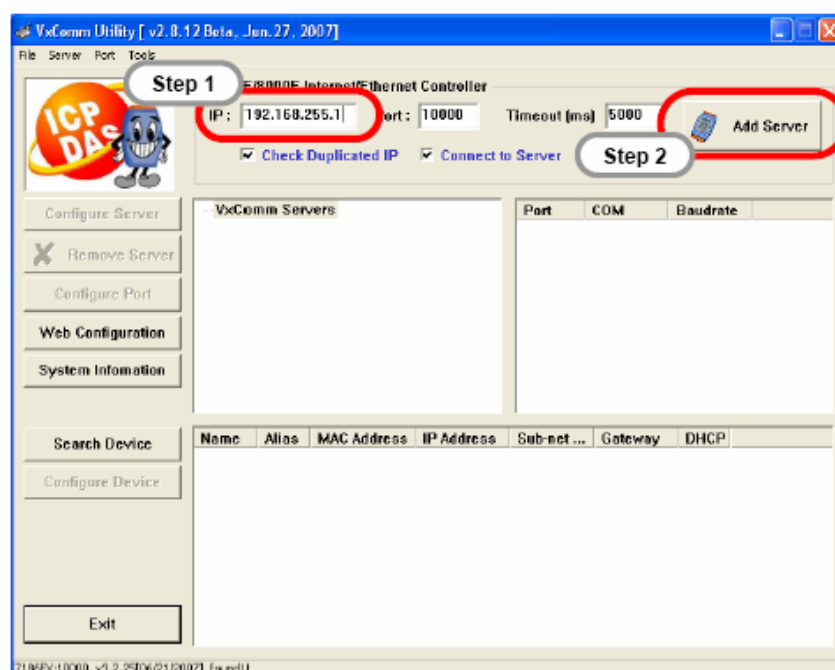 VxComm Utility [ v2.8.12 Beta, Jun.27, 2007]
File Server Port Tools
Step 1
E/8000E Internet/Ethernet Controller
IP : 192.168.255.1 ort : 10000 Timeout (ms) 5000
Add Server
Check Duplicated IP Connect to Server
Step 2
ICP DAS
Configure Server
Remove Server
Configure Port
Web Configuration
System Infomation
VxComm Servers
Port COM Baudrate
Search Device
Configure Device
Name Alias MAC Address IP Address Sub-net ... Gateway DHCP
Exit